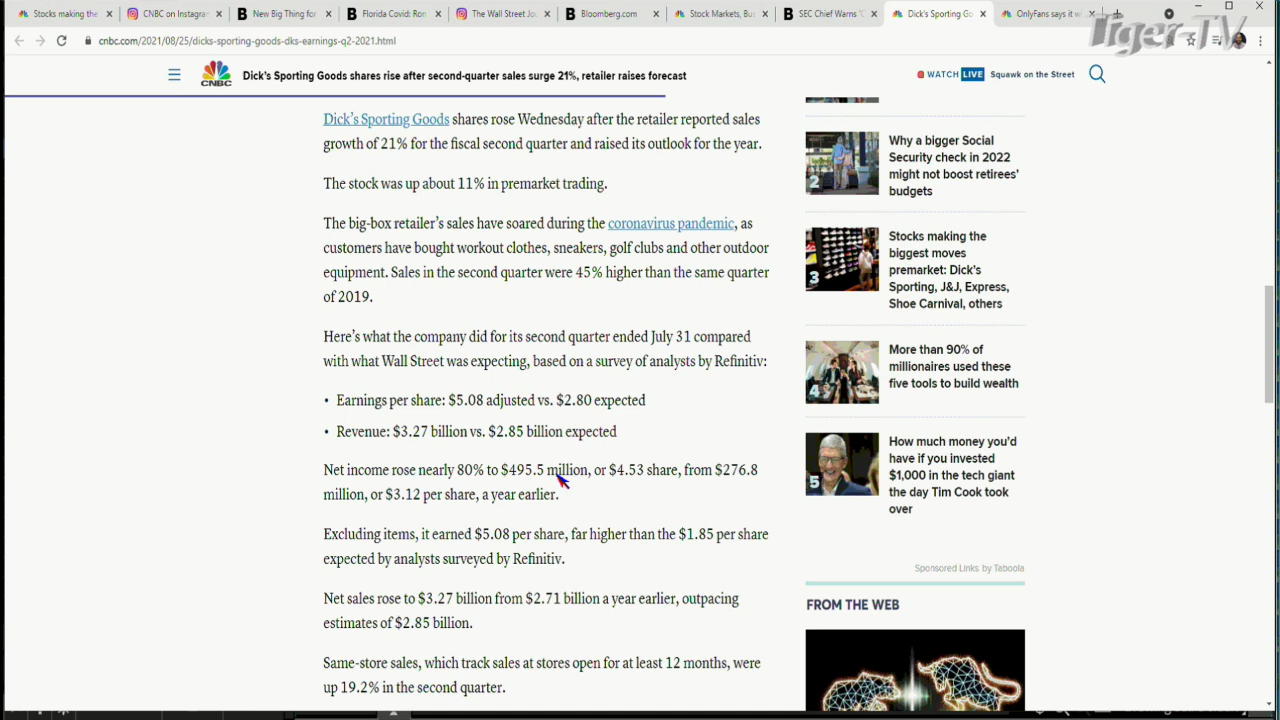 Stocks making the
CNBC on Instagram
New Big Thing for
Florida Covid: Ron
The Wall Street Jou
Bloomberg.com
Stock Markets, Bus
SEC Chief Warns 'C
Dick's Sporting Go
OnlyFans says it w
Tiger-TV
cnbc.com/2021/08/25/dicks-sporting-goods-dks-earnings-q2-2021.html
CNBC
Dick's Sporting Goods shares rise after second-quarter sales surge 21%, retailer raises forecast
WATCH LIVE Squawk on the Street
Dick's Sporting Goods shares rose Wednesday after the retailer reported sales
growth of 21% for the fiscal second quarter and raised its outlook for the year.
The stock was up about 11% in premarket trading.
The big-box retailer's sales have soared during the coronavirus pandemic, as
customers have bought workout clothes, sneakers, golf clubs and other outdoor
equipment. Sales in the second quarter were 45% higher than the same quarter
of 2019.
Here's what the company did for its second quarter ended July 31 compared
with what Wall Street was expecting, based on a survey of analysts by Refinitiv:
• Earnings per share: $5.08 adjusted vs. $2.80 expected
• Revenue: $3.27 billion vs. $2.85 billion expected
Net income rose nearly 80% to $495.5 million, or $4.53 share, from $276.8
million, or $3.12 per share, a year earlier.
Excluding items, it earned $5.08 per share, far higher than the $1.85 per share
expected by analysts surveyed by Refinitiv.
Net sales rose to $3.27 billion from $2.71 billion a year earlier, outpacing
estimates of $2.85 billion.
Same-store sales, which track sales at stores open for at least 12 months, were
up 19.2% in the second quarter.
2
Why a bigger Social
Security check in 2022
might not boost retirees'
budgets
3
Stocks making the
biggest moves
premarket: Dick's
Sporting, J&J, Express,
Shoe Carnival, others
4
More than 90% of
millionaires used these
five tools to build wealth
5
How much money you'd
have if you invested
$1,000 in the tech giant
the day Tim Cook took
over
Sponsored Links by Taboola
FROM THE WEB